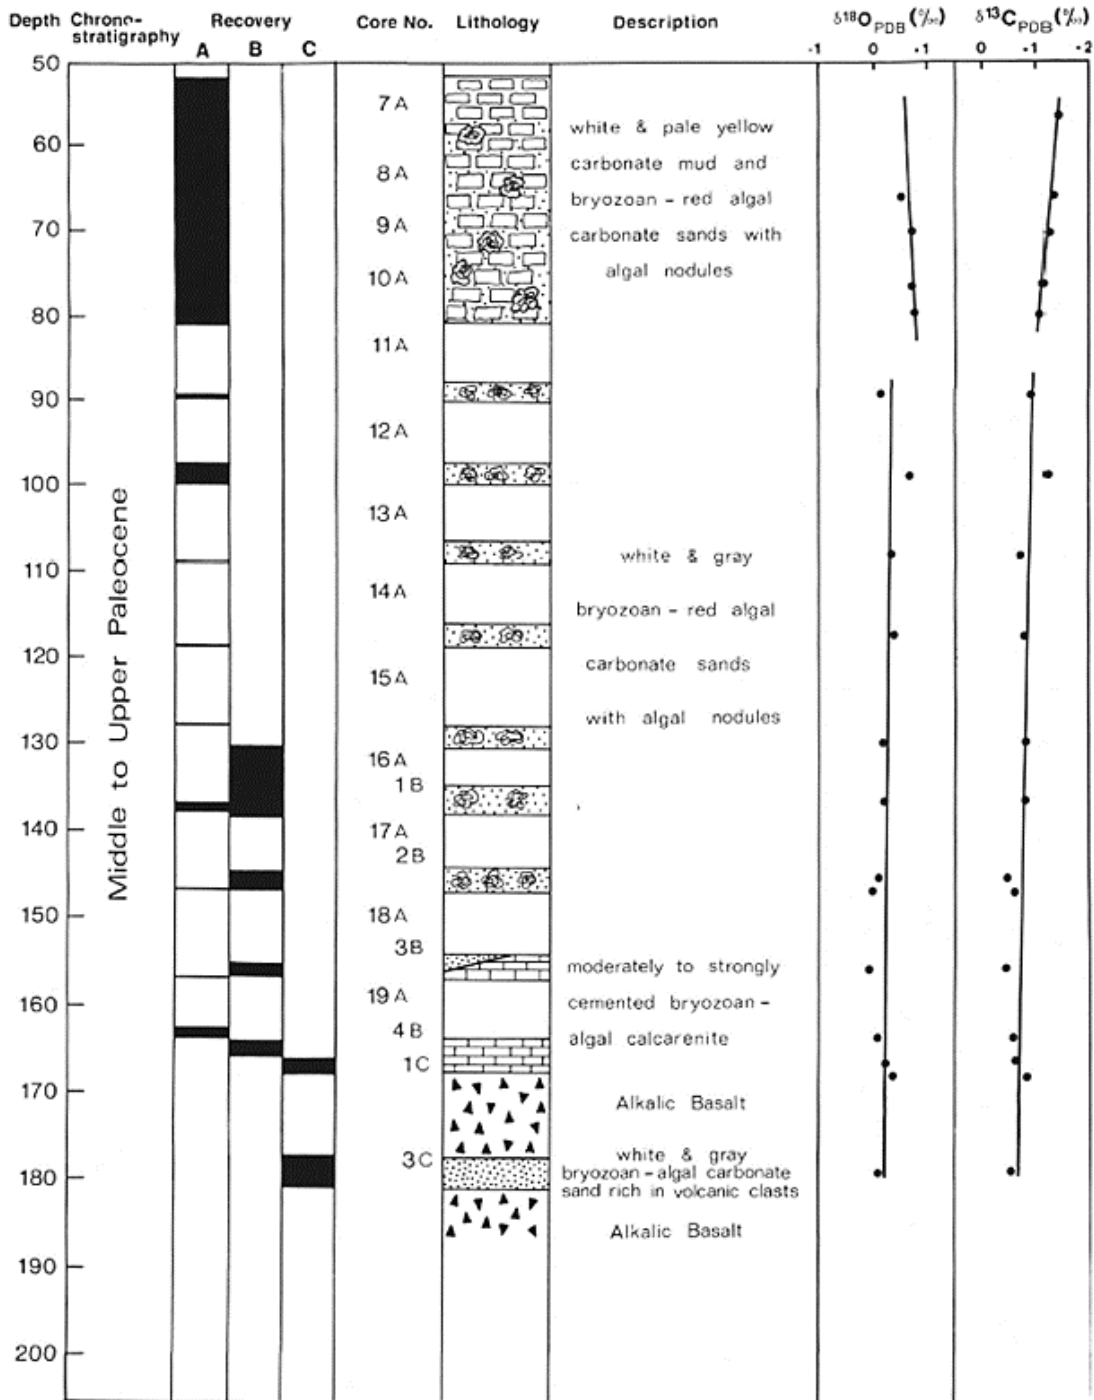 Depth Chrono- Recovery Core No. Lithology Description δ18O PDB (‰) δ13C PDB (‰)
stratigraphy A B C
-1 0 ·1 0 ·1 ·2
50
7A
white & pale yellow
60
carbonate mud and
8A
bryozoan - red algal
9A
70
carbonate sands with
algal nodules
10A
80
11A
90
12A
100
13A
white & gray
110
14A
bryozoan - red algal
120
carbonate sands
15A
with algal nodules
130
16A
1B
140
17A
2B
150
18A
3B
moderately to strongly
160
19A
cemented bryozoan -
4B
algal calcarenite
1C
170
Alkalic Basalt
3C
white & gray
bryozoan - algal carbonate
180
sand rich in volcanic clasts
Alkalic Basalt
190
200
Middle to Upper Paleocene